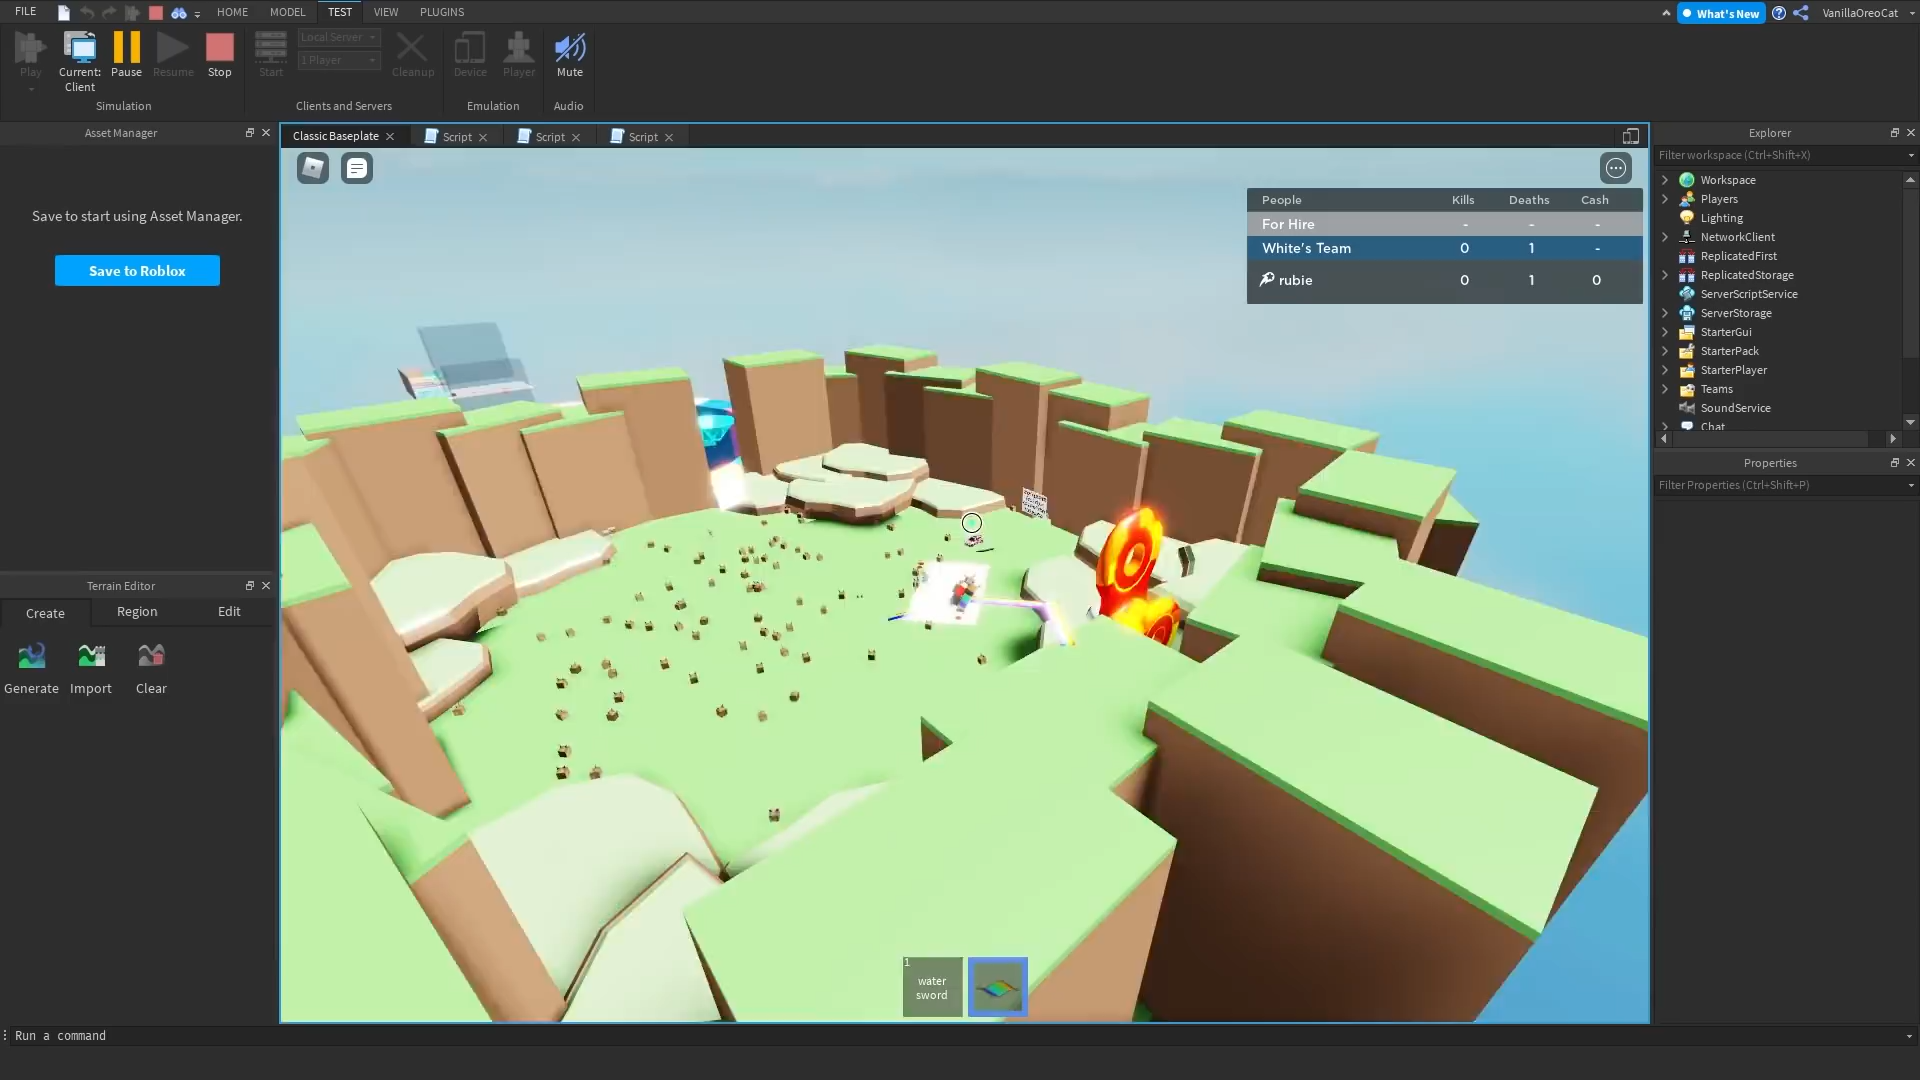 FILE
HOME
MODEL
TEST
VIEW
PLUGINS
What's New
VanillaOreoCat
Play
Current:
Client
Pause
Resume
Stop
Simulation
Start
Local Server
1 Player
Cleanup
Clients and Servers
Device
Player
Emulation
Mute
Audio
Asset Manager
Save to start using Asset Manager.
Save to Roblox
Terrain Editor
Create
Region
Edit
Generate
Import
Clear
Classic Baseplate
Script
Script
Script
People Kills Deaths Cash
For Hire - - -
White's Team 0 1 -
rubie 0 1 0
1
water
sword
Explorer
Filter workspace (Ctrl+Shift+X)
Workspace
Players
Lighting
NetworkClient
ReplicatedFirst
ReplicatedStorage
ServerScriptService
ServerStorage
StarterGui
StarterPack
StarterPlayer
Teams
SoundService
Chat
Properties
Filter Properties (Ctrl+Shift+P)
Run a command